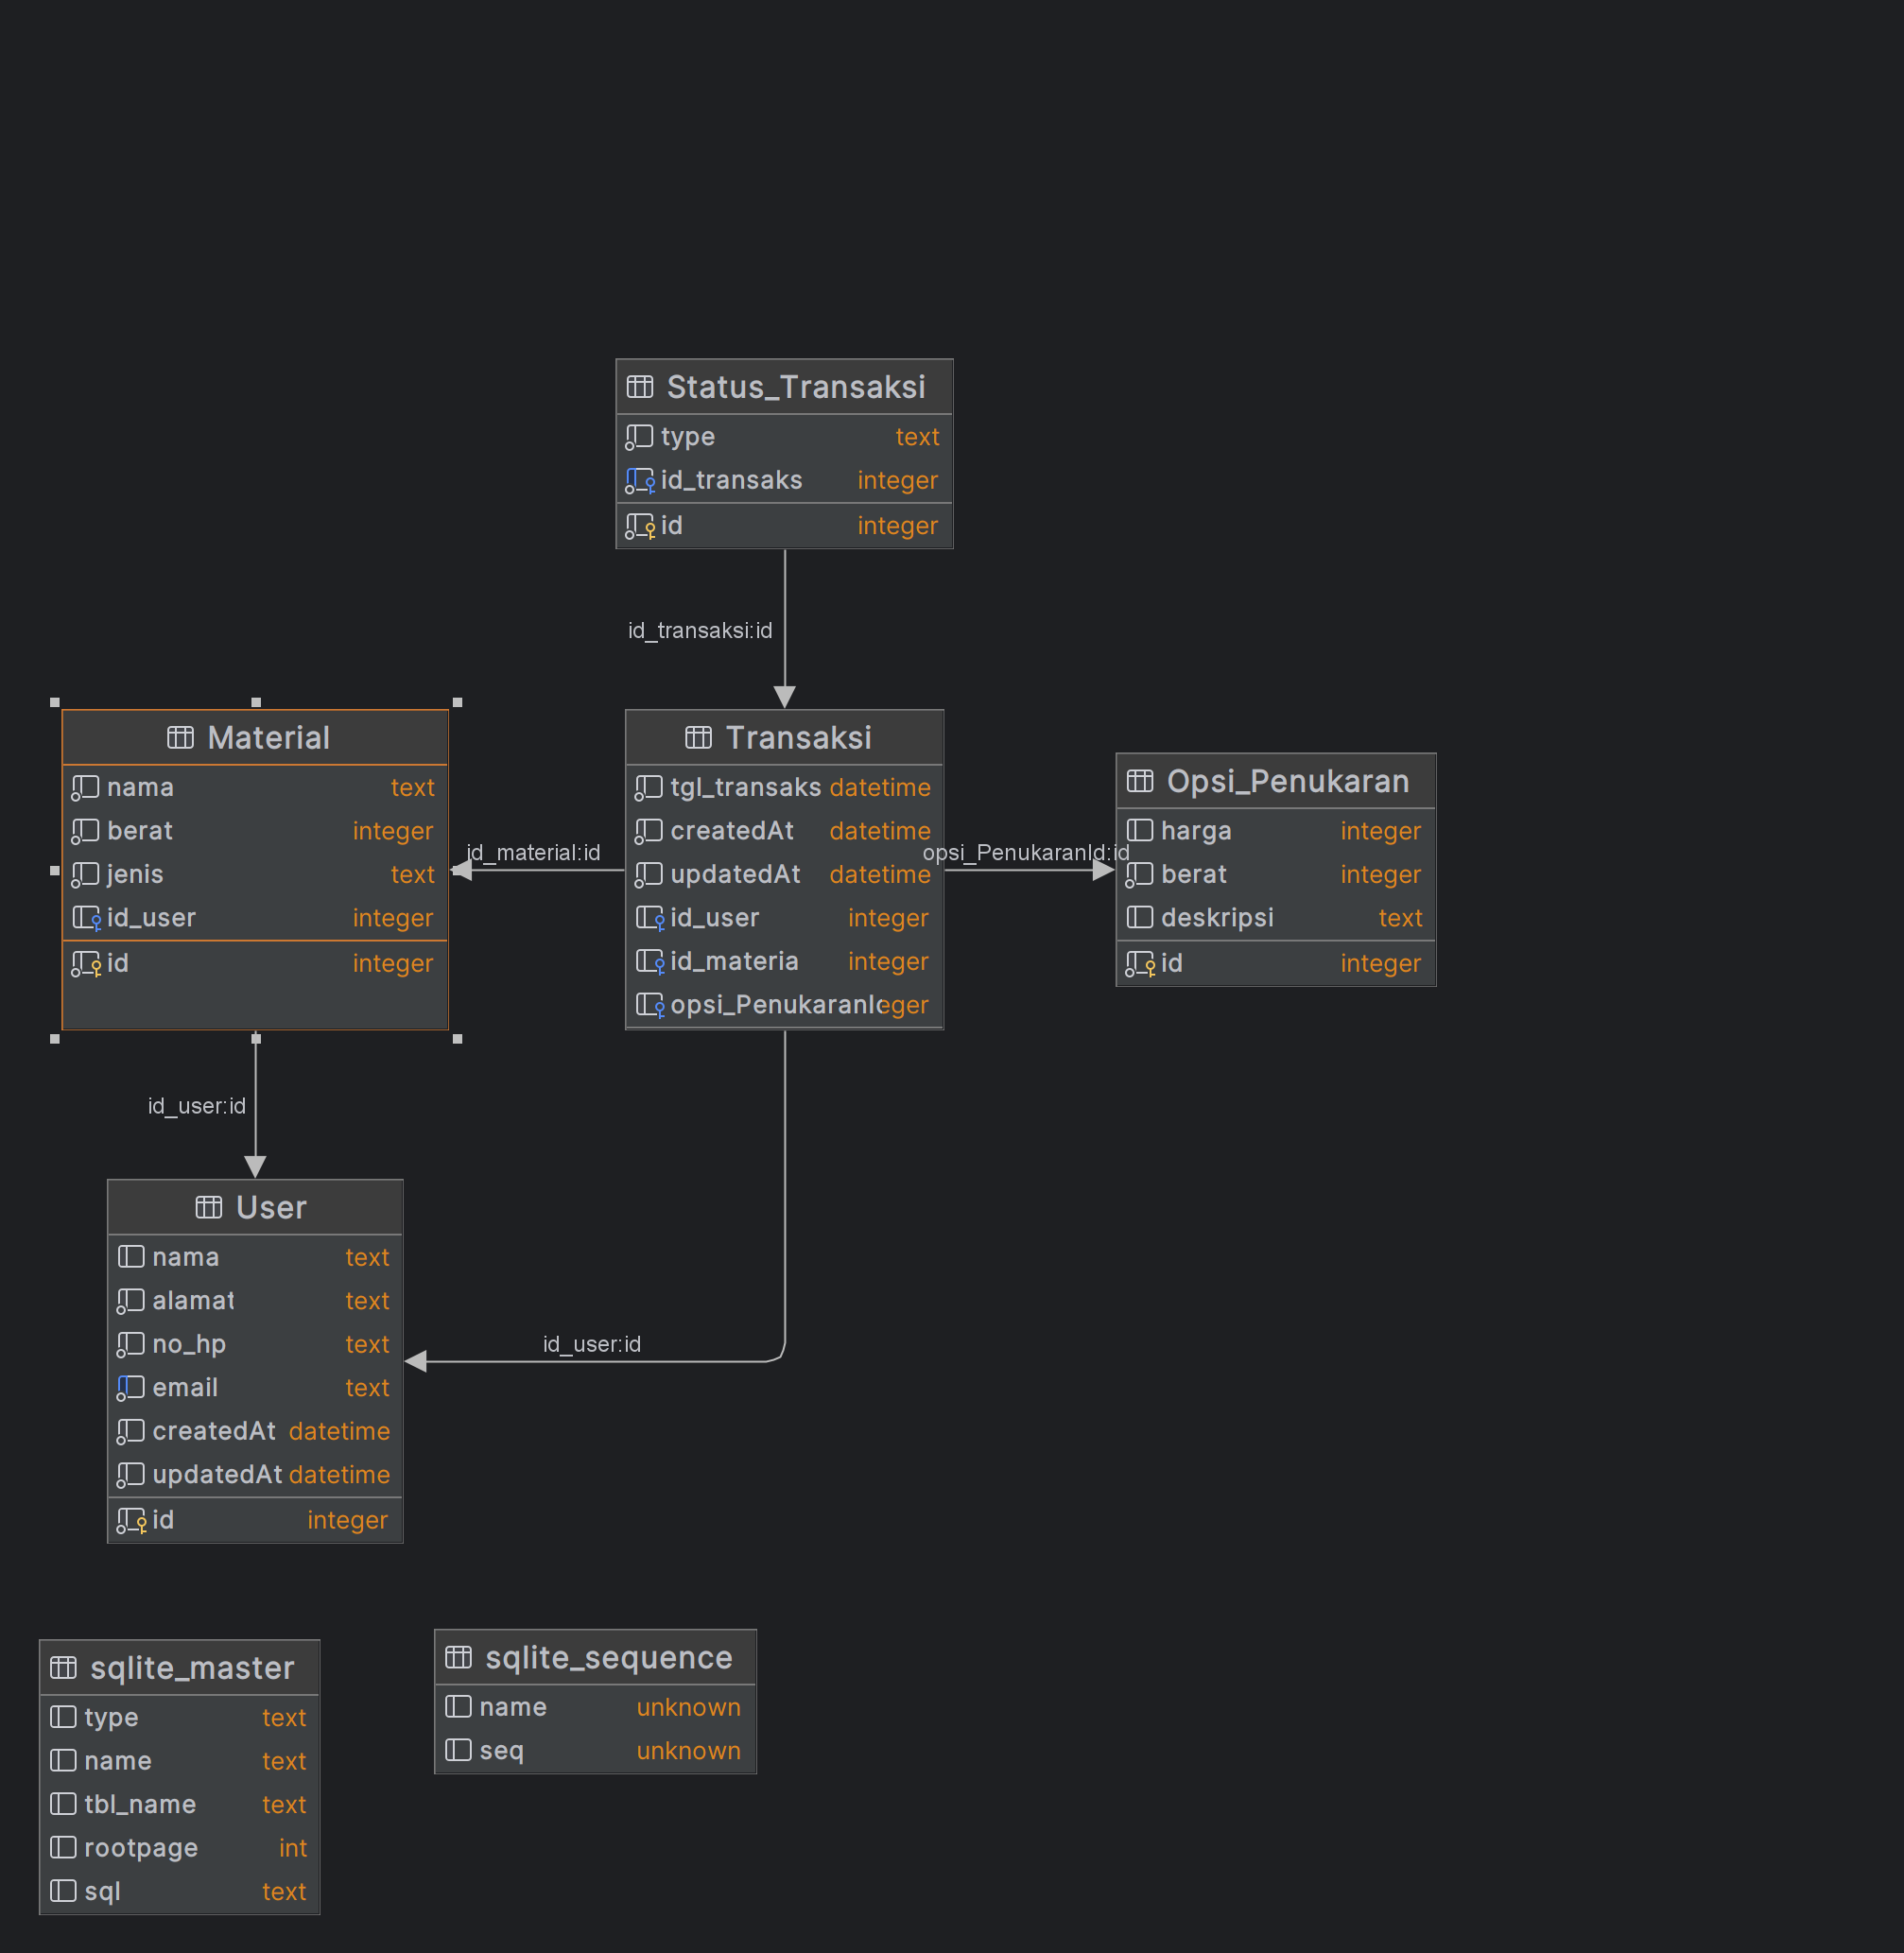 Status_Transaksi
type text
id_transaks integer
id integer
id_transaksi:id
Material
nama text
berat integer
jenis text
id_user integer
id integer
id_material:id
Transaksi
tgl_transaks datetime
createdAt datetime
updatedAt datetime
id_user integer
id_materia integer
opsi_PenukaranIc eger
opsi_PenukaranId:id
Opsi_Penukaran
harga integer
berat integer
deskripsi text
id integer
id_user:id
User
nama text
alamat text
no_hp text
email text
createdAt datetime
updatedAt datetime
id integer
id_user:id
sqlite_master
type text
name text
tbl_name text
rootpage int
sql text
sqlite_sequence
name unknown
seq unknown